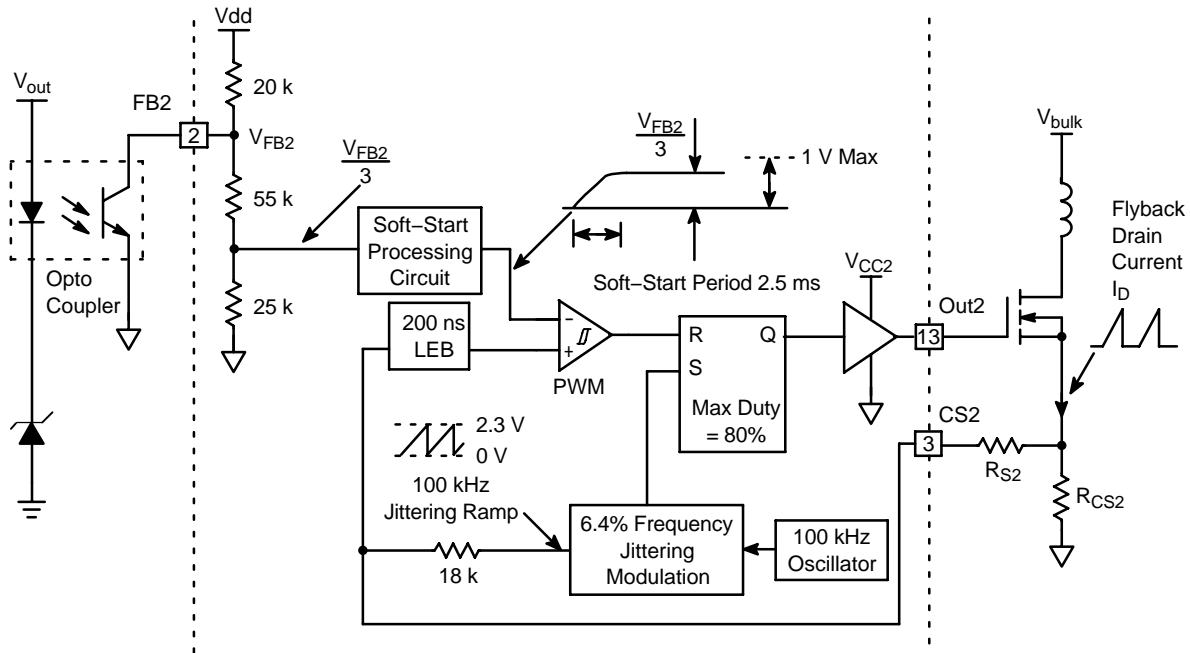 Vdd
20 k
Vout
FB2
2
VFB2
VFB2
3
55 k
25 k
Opto
Coupler
Soft−Start
Processing
Circuit
VFB2
3
1 V Max
Soft−Start Period 2.5 ms
200 ns
LEB
−
+
PWM
R
S
Q
Max Duty
= 80%
VCC2
Out2
13
Vbulk
Flyback
Drain
Current
ID
CS2
3
RS2
RCS2
2.3 V
0 V
100 kHz
Jittering Ramp
18 k
6.4% Frequency
Jittering
Modulation
100 kHz
Oscillator